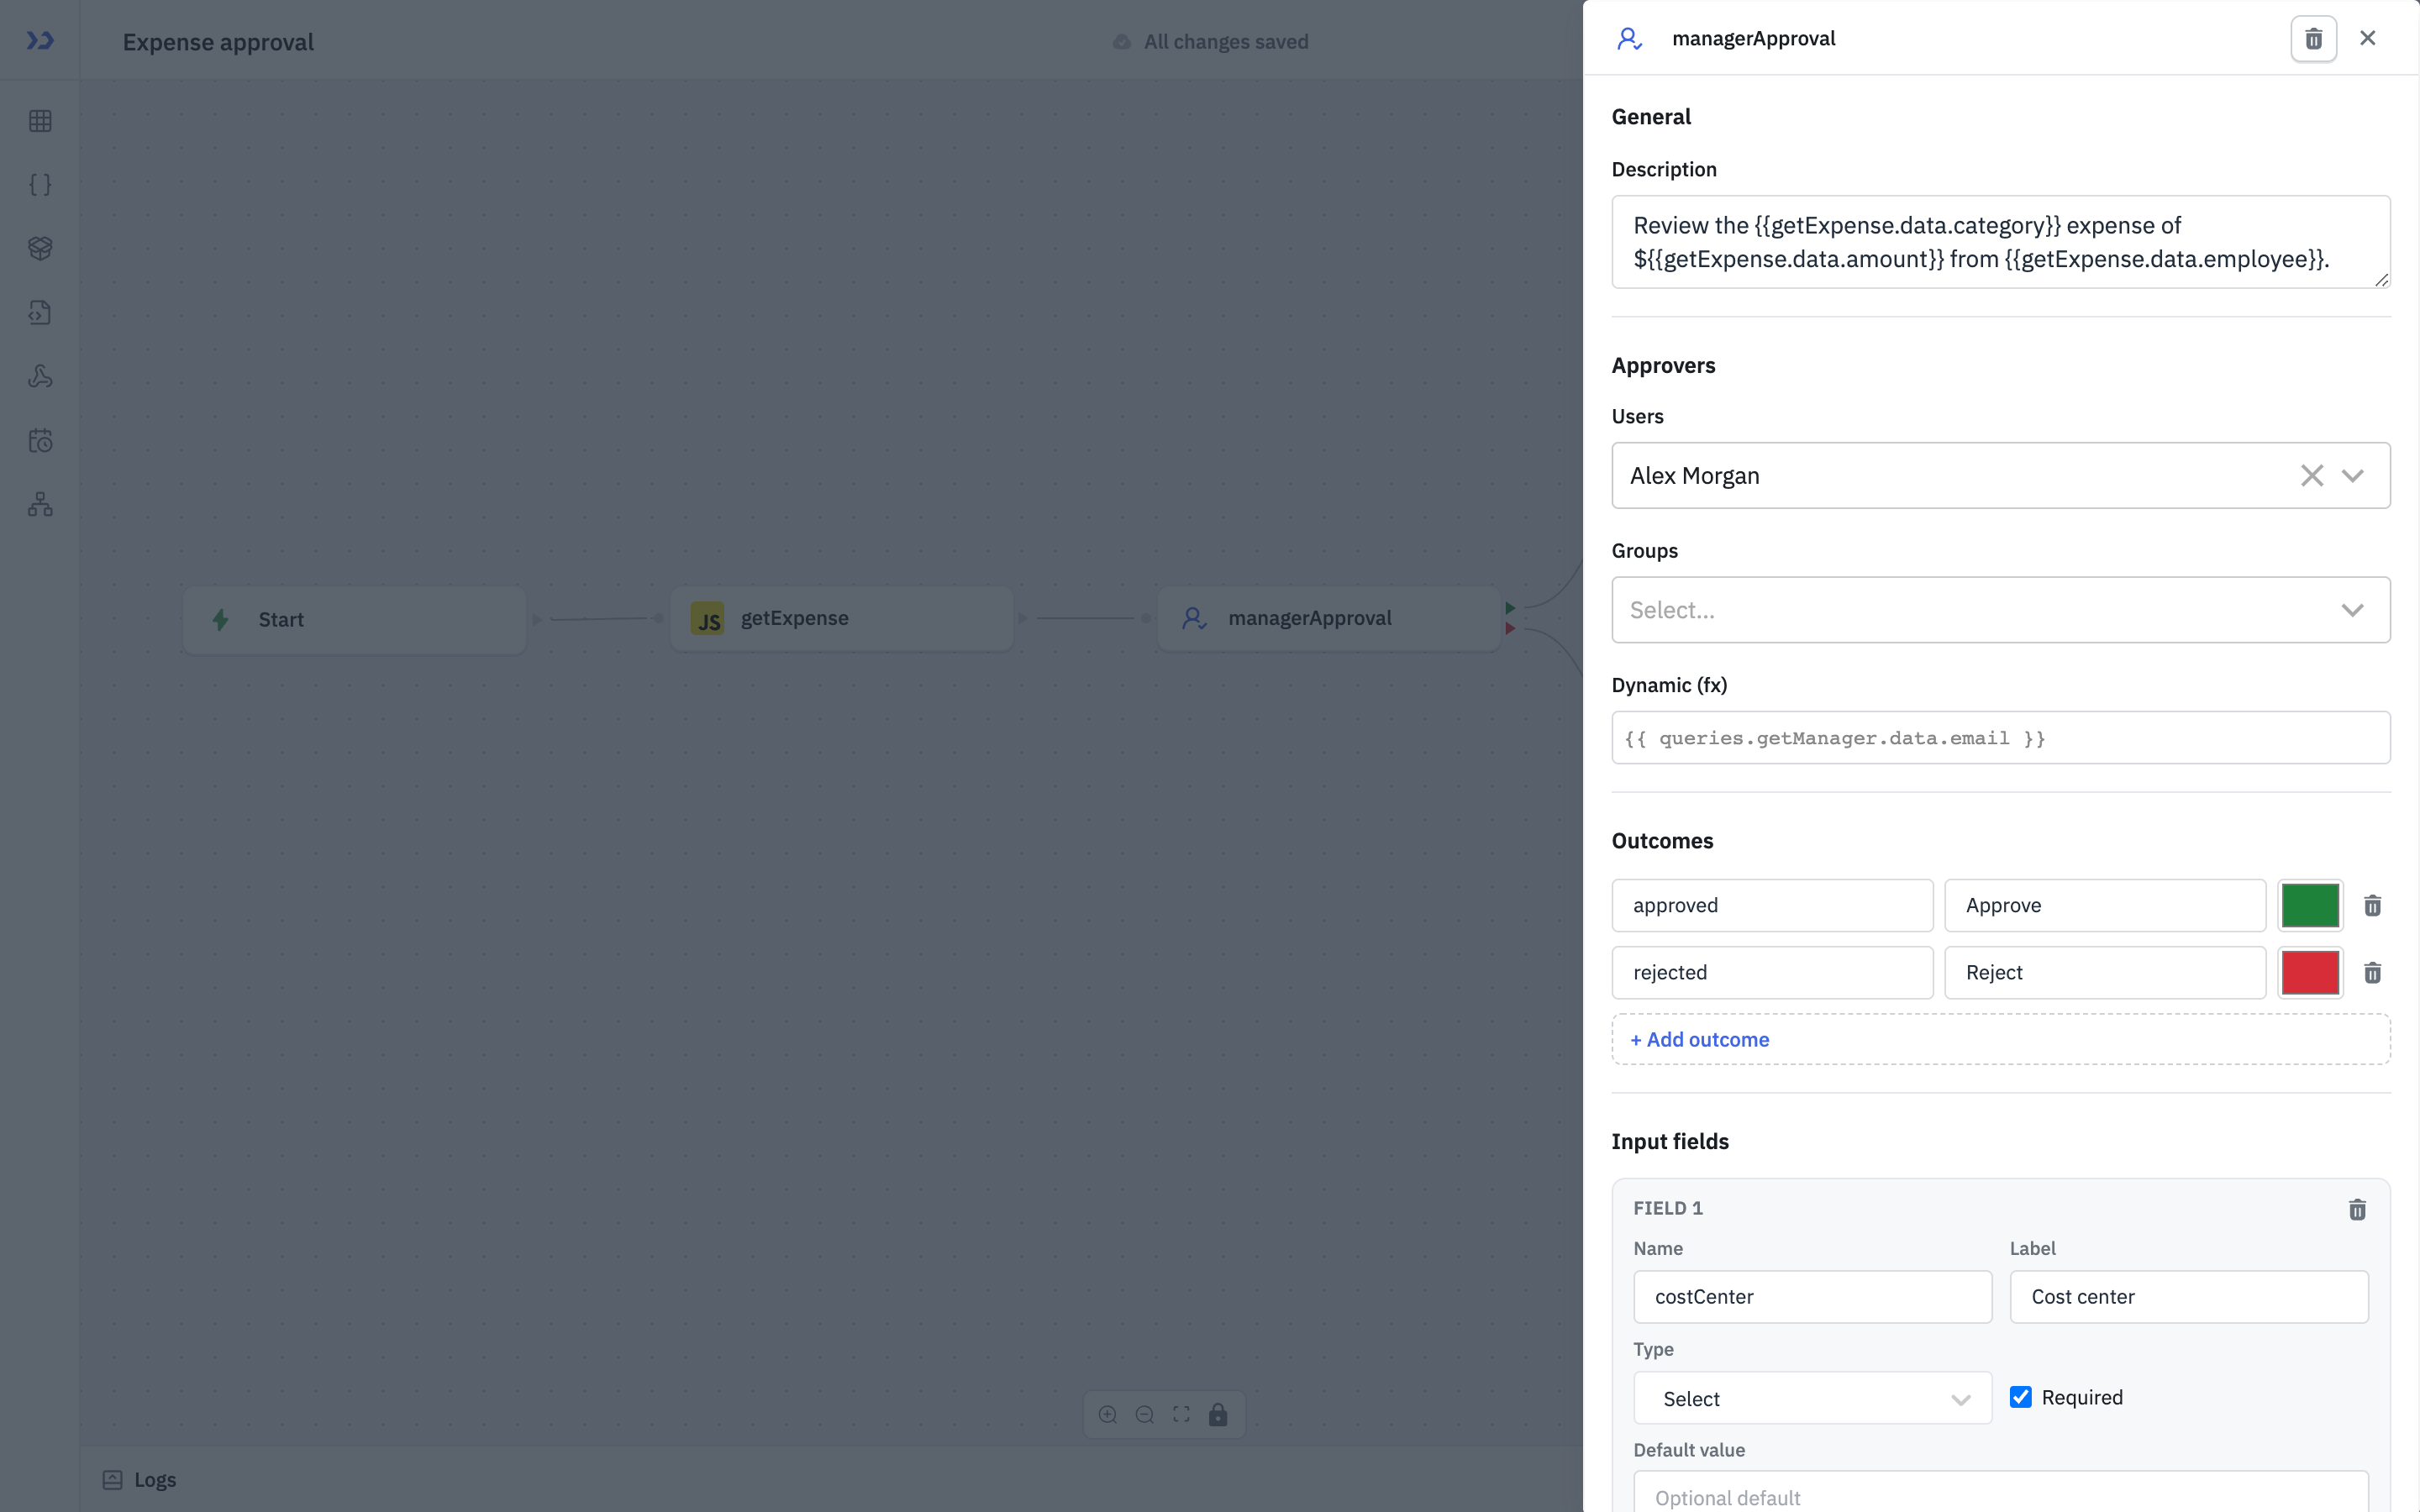 Expense approval
All changes saved
managerApproval
General
Description
Review the {{getExpense.data.category}} expense of
${{getExpense.data.amount}} from {{getExpense.data.employee}}.
Approvers
Users
Alex Morgan
Groups
Select...
Dynamic (fx)
{{ queries.getManager.data.email }}
Outcomes
approved Approve
rejected Reject
+ Add outcome
Input fields
FIELD 1
Name Label
costCenter Cost center
Type
Select Required
Default value
Optional default
Start
JS getExpense
managerApproval
Logs